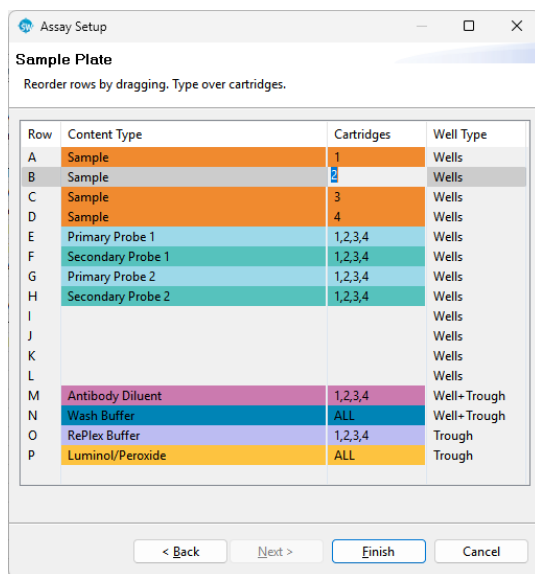 SW Assay Setup
Sample Plate
Reorder rows by dragging. Type over cartridges.
Row Content Type Cartridges Well Type
A Sample 1 Wells
B Sample 2 Wells
C Sample 3 Wells
D Sample 4 Wells
E Primary Probe 1 1,2,3,4 Wells
F Secondary Probe 1 1,2,3,4 Wells
G Primary Probe 2 1,2,3,4 Wells
H Secondary Probe 2 1,2,3,4 Wells
I Wells
J Wells
K Wells
L Wells
M Antibody Diluent 1,2,3,4 Well+Trough
N Wash Buffer ALL Well+Trough
O RePlex Buffer 1,2,3,4 Trough
P Luminol/Peroxide ALL Trough
< Back Next > Finish Cancel